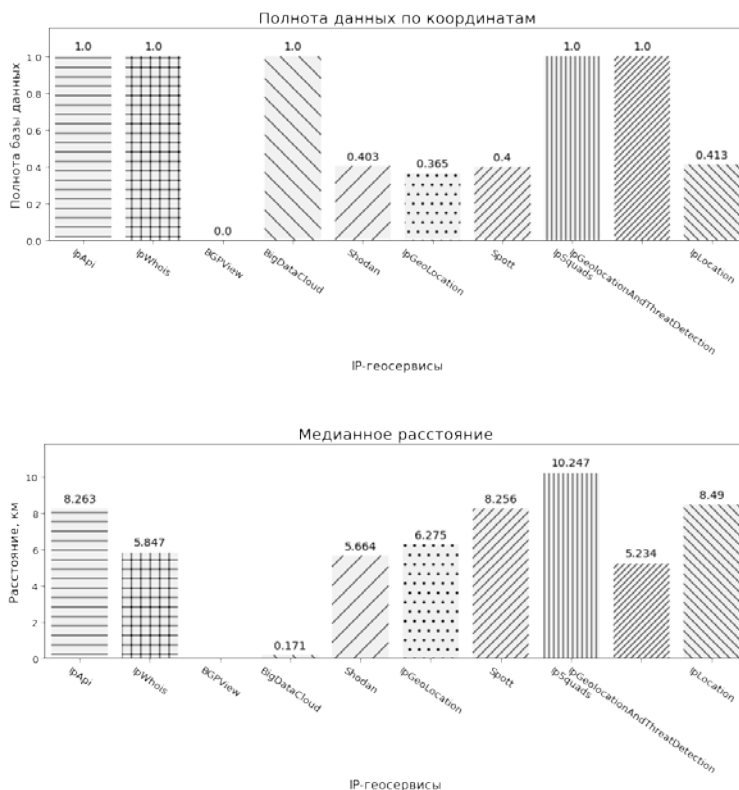 Полнота данных по координатам
1.0 1.0 1.0 1.0 1.0
1.0
0.8
0.6
0.4
0.2
0.0
Полнота базы данных
0.0 0.403 0.365 0.4 0.413
IpApi
IpWhois
BGPView
BigDataCloud
Shodan
IpGeoLocation
Spott
IpSquads
IpGeolocationAndThreatDetection
IpLocation
IP-геосервисы
Медианное расстояние
10
8
6
4
2
0
Расстояние, км
8.263 5.847 0.171 5.664 6.275 8.256 10.247 5.234 8.49
IpApi
IpWhois
BGPView
BigDataCloud
Shodan
IpGeoLocation
Spott
IpSquads
IpGeolocationAndThreatDetection
IpLocation
IP-геосервисы